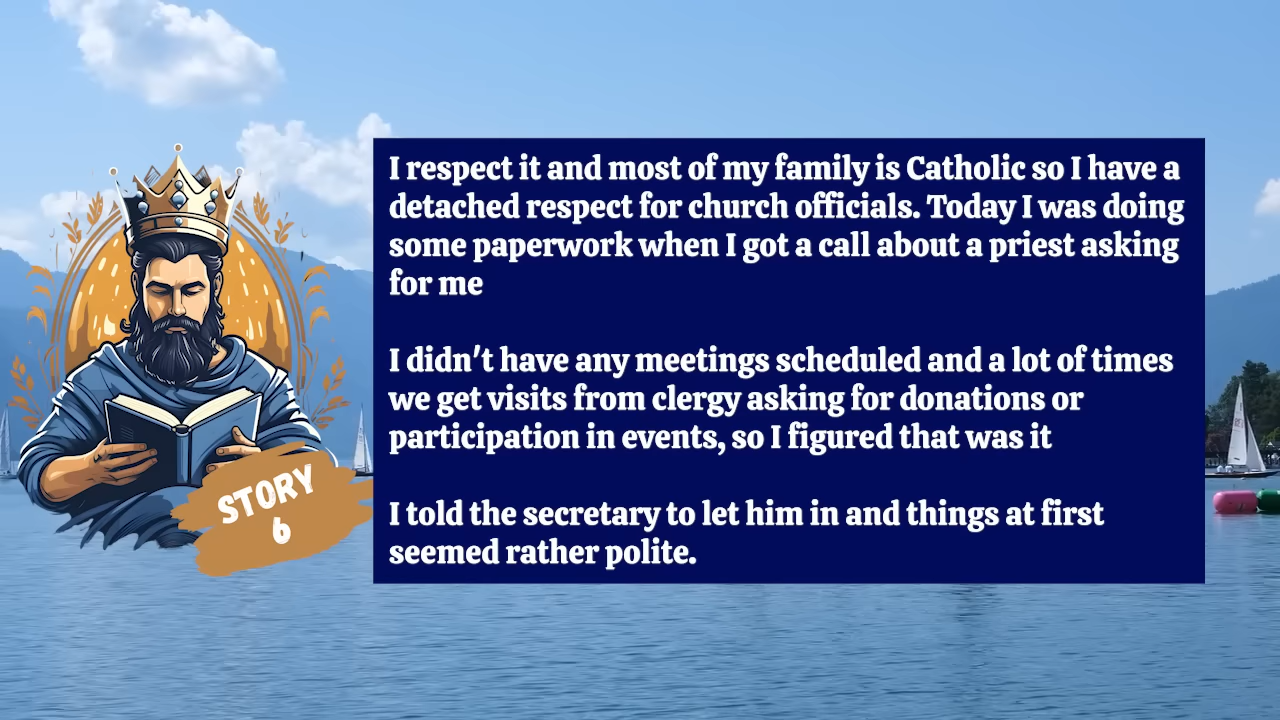 I respect it and most of my family is Catholic so I have a
detached respect for church officials. Today I was doing
some paperwork when I got a call about a priest asking
for me
I didn't have any meetings scheduled and a lot of times
we get visits from clergy asking for donations or
participation in events, so I figured that was it
I told the secretary to let him in and things at first
seemed rather polite.
STORY
6